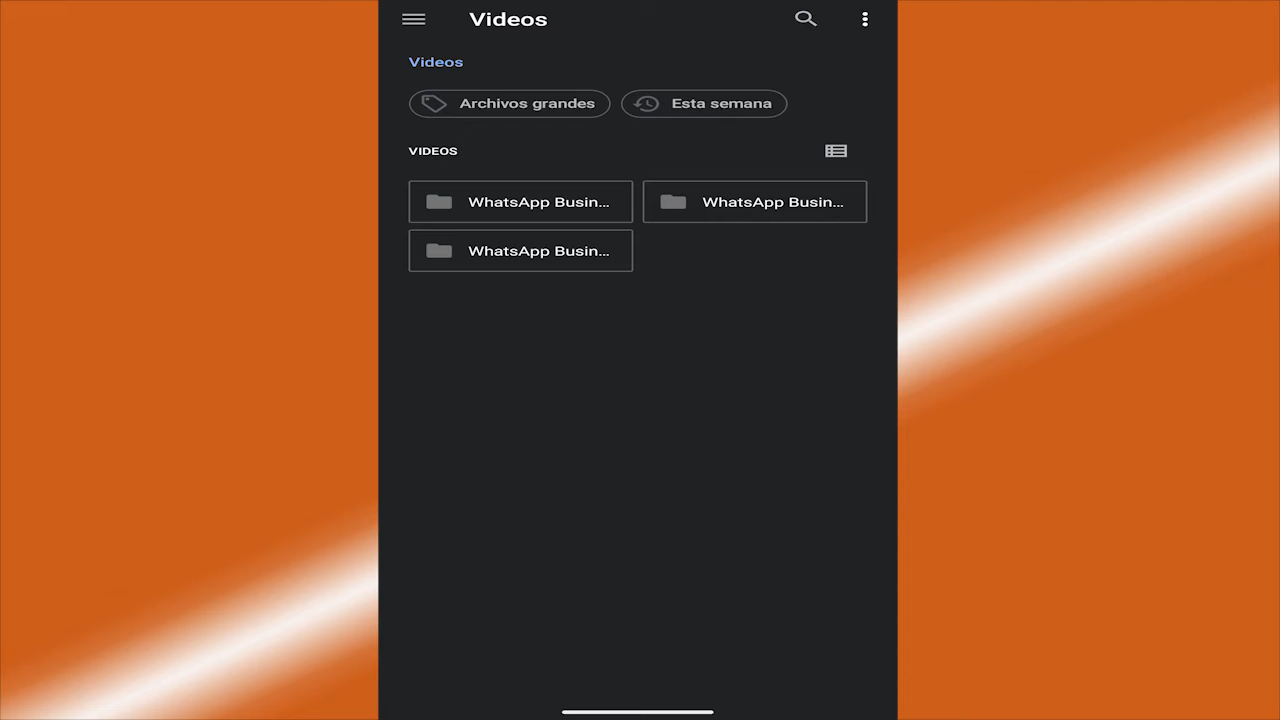 Videos
Videos
Archivos grandes Esta semana
VIDEOS
WhatsApp Busin... WhatsApp Busin...
WhatsApp Busin...